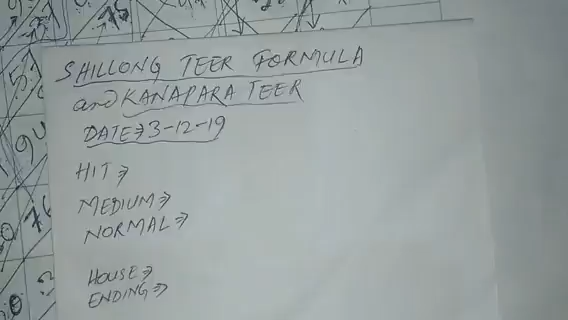 SHILLONG TEER FORMULA
and KANAPARA TEER
DATE⇒3-12-19
HIT⇒
MEDIUM⇒
NORMAL⇒
HOUSE⇒
ENDING⇒